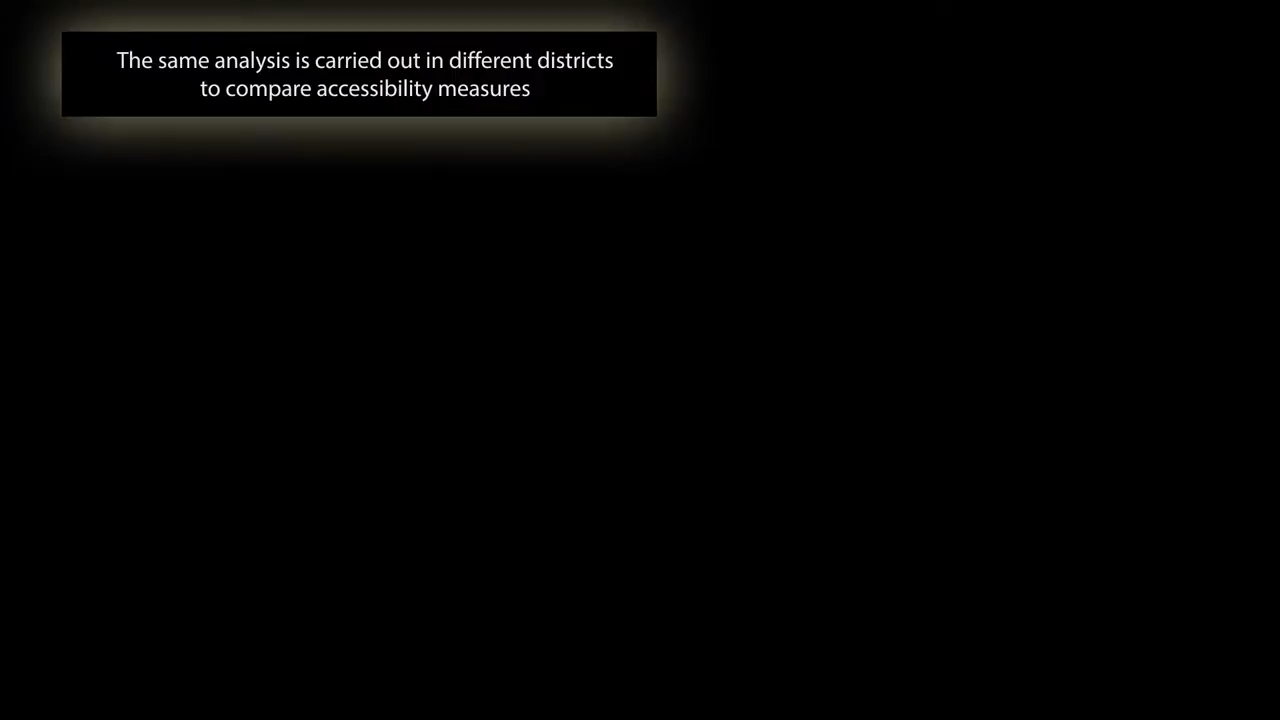 The same analysis is carried out in different districts
to compare accessibility measures